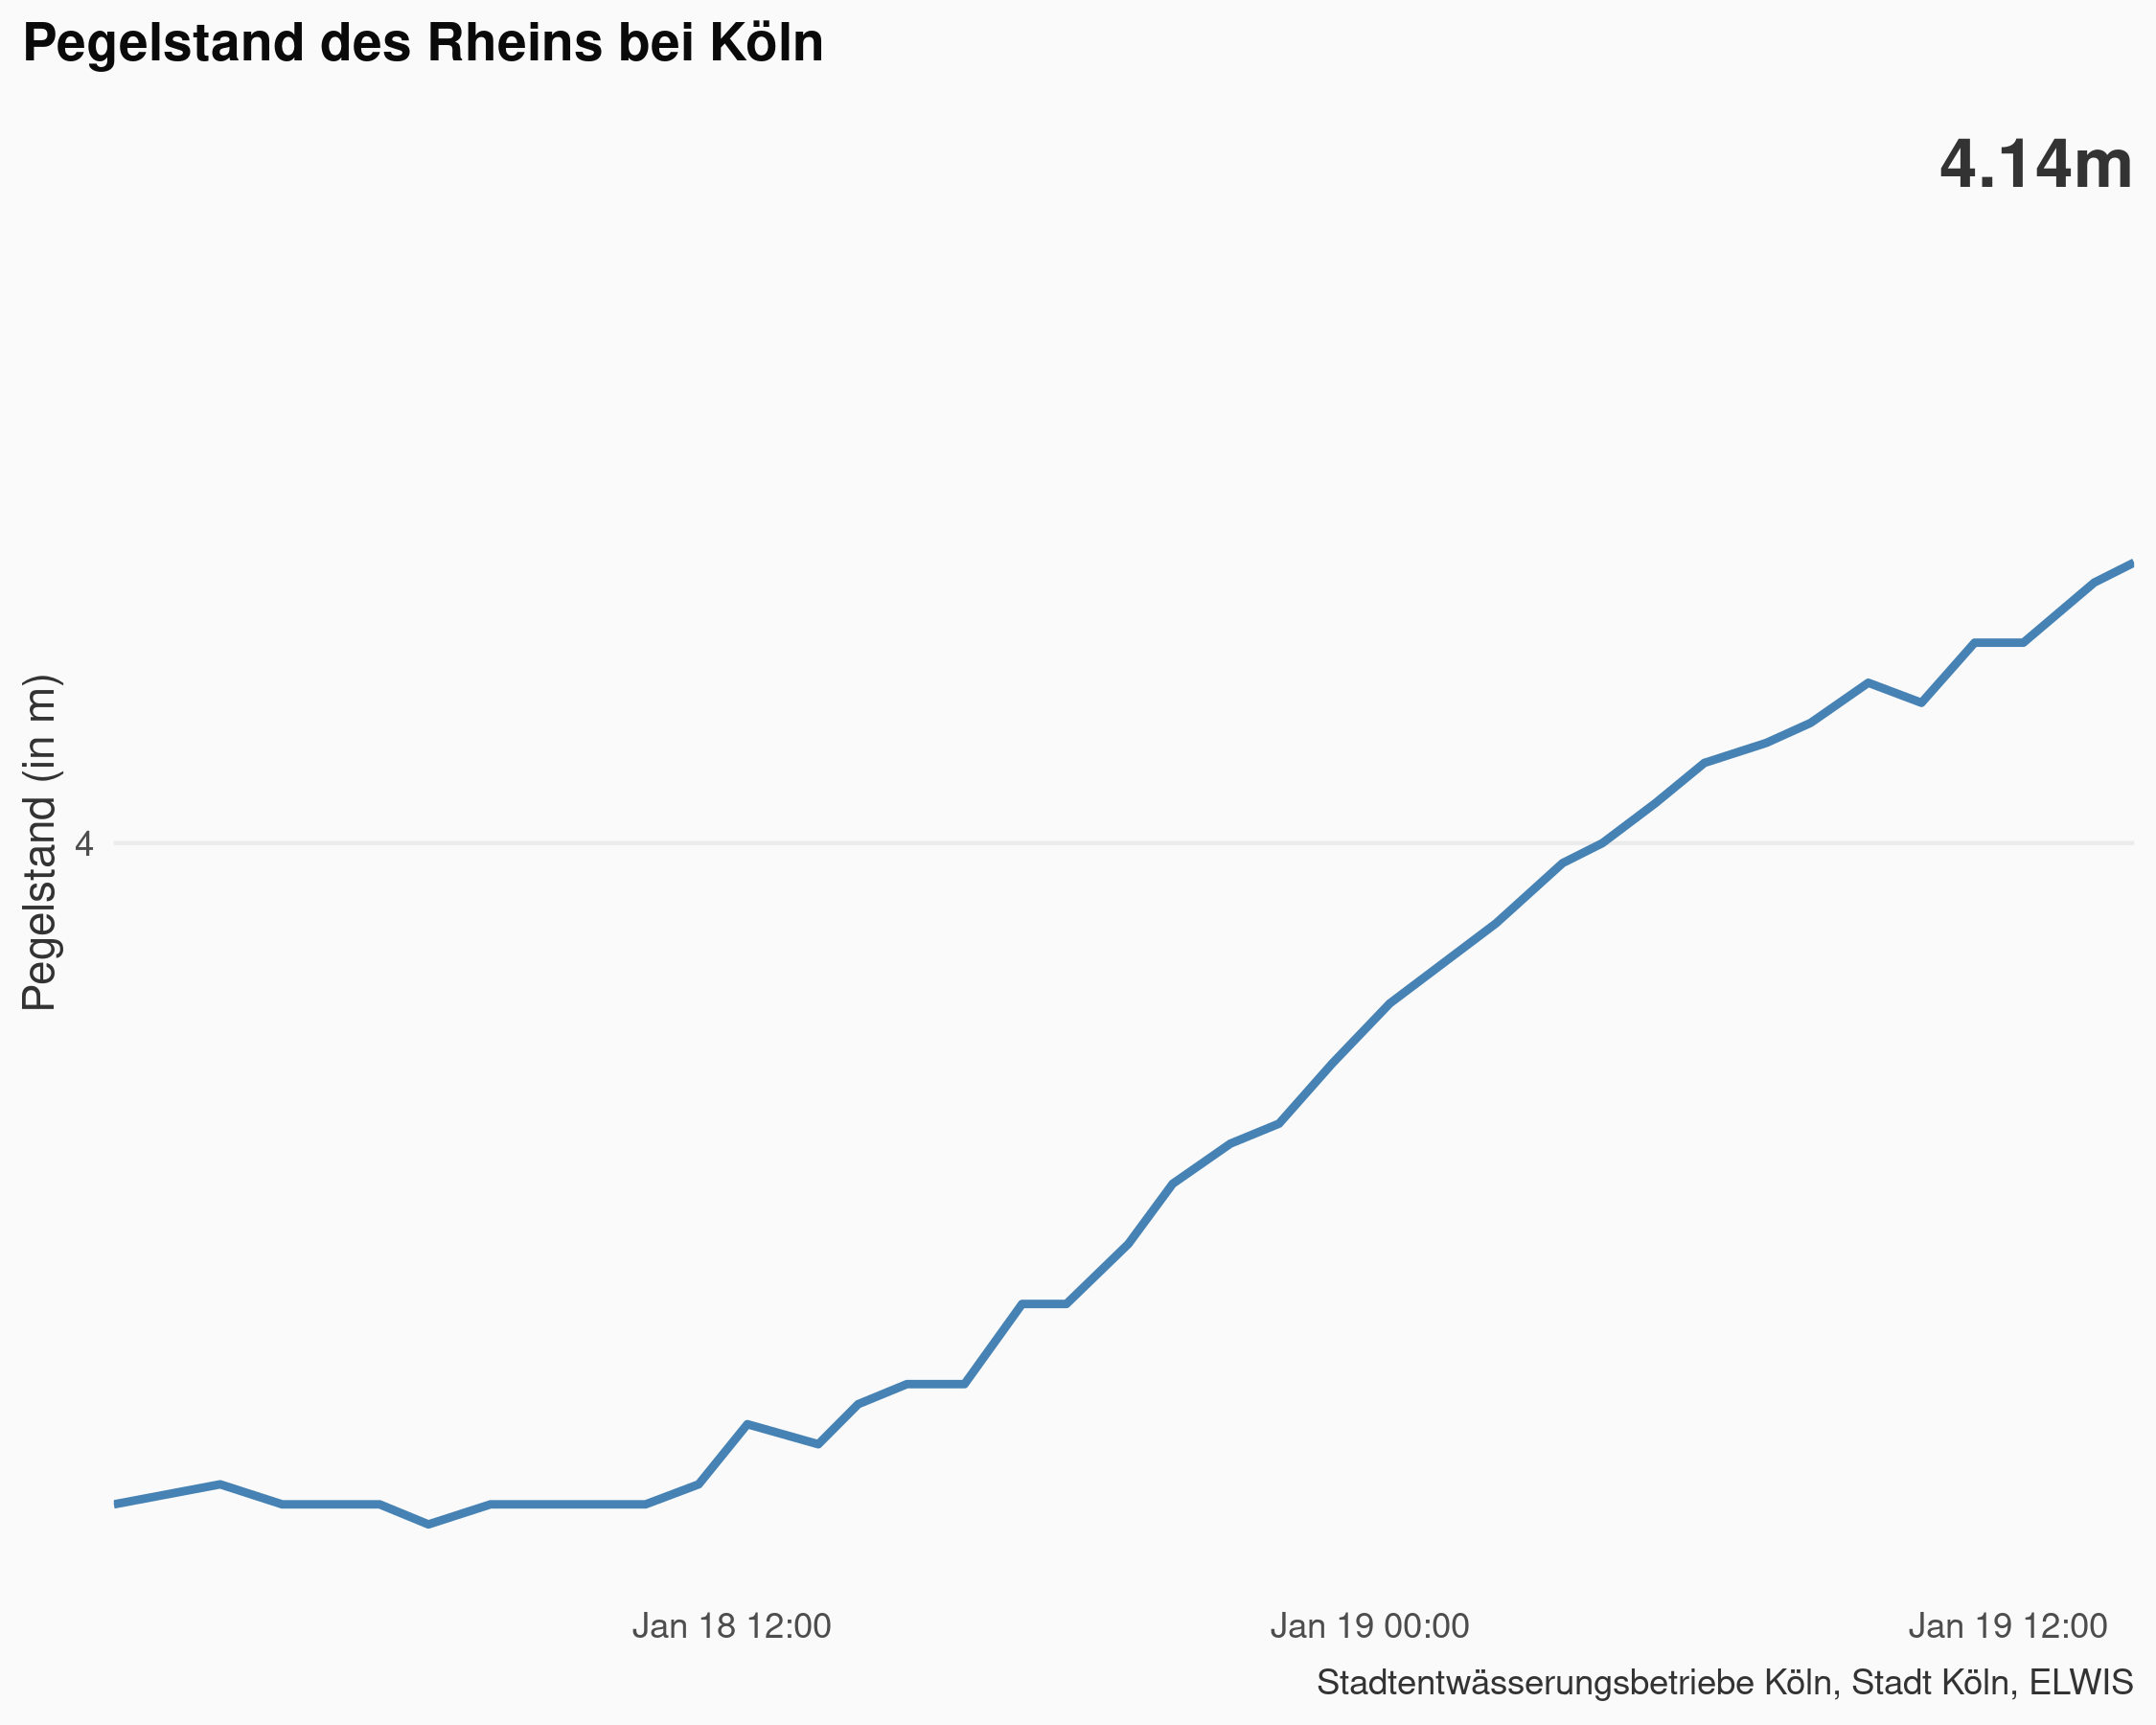 Pegelstand des Rheins bei Köln
4.14m
Pegelstand (in m)
4
Jan 18 12:00
Jan 19 00:00
Jan 19 12:00
Stadtentwässerungsbetriebe Köln, Stadt Köln, ELWIS